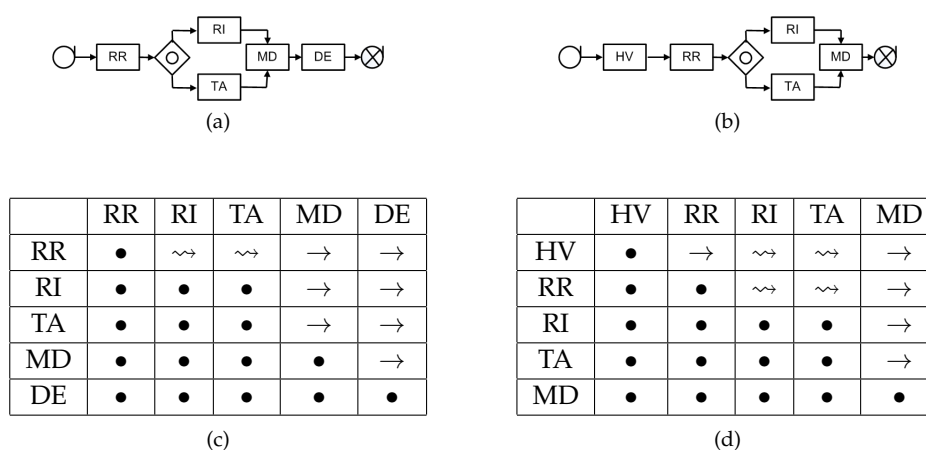 RR RI TA MD DE
(a)
HV RR RI TA MD
(b)
RR RI TA MD DE
RR ● ⇝ ⇝ → →
RI ● ● ● → →
TA ● ● ● → →
MD ● ● ● ● →
DE ● ● ● ● ●
(c)
HV RR RI TA MD
HV ● → ⇝ ⇝ →
RR ● ● ⇝ ⇝ →
RI ● ● ● ● →
TA ● ● ● ● →
MD ● ● ● ● ●
(d)